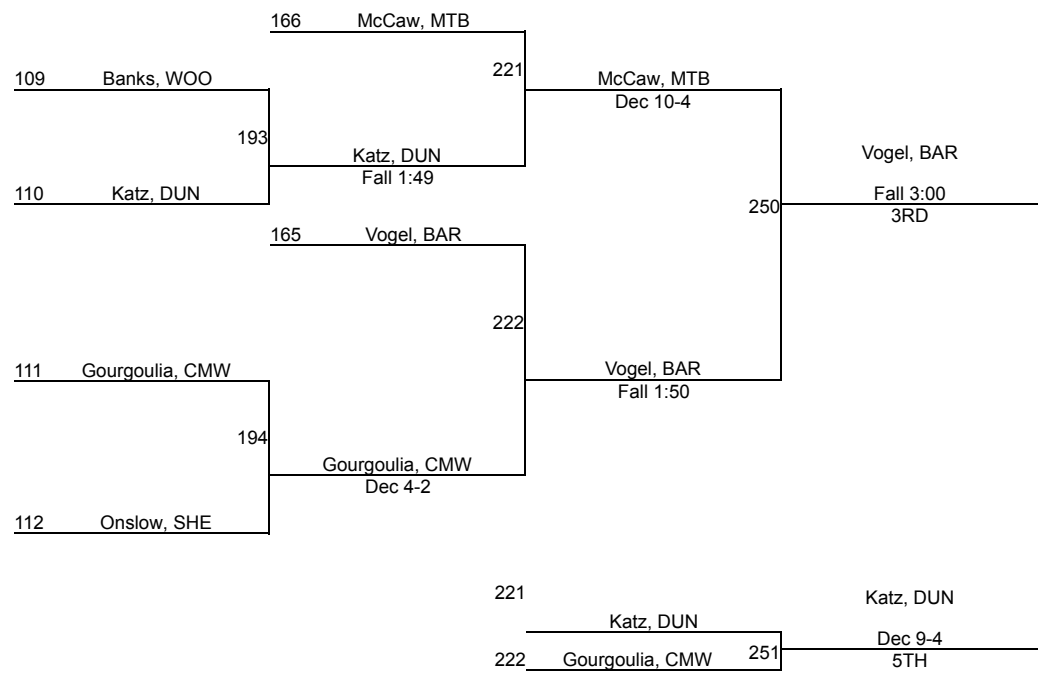 166 McCaw, MTB
221
109 Banks, WOO
McCaw, MTB
Dec 10-4
193
Katz, DUN
Fall 1:49
Vogel, BAR
110 Katz, DUN
Fall 3:00
250
3RD
165 Vogel, BAR
222
111 Gourgoulia, CMW
Vogel, BAR
Fall 1:50
194
Gourgoulia, CMW
Dec 4-2
112 Onslow, SHE
221
Katz, DUN
Katz, DUN
Dec 9-4
222 Gourgoulia, CMW 251
5TH